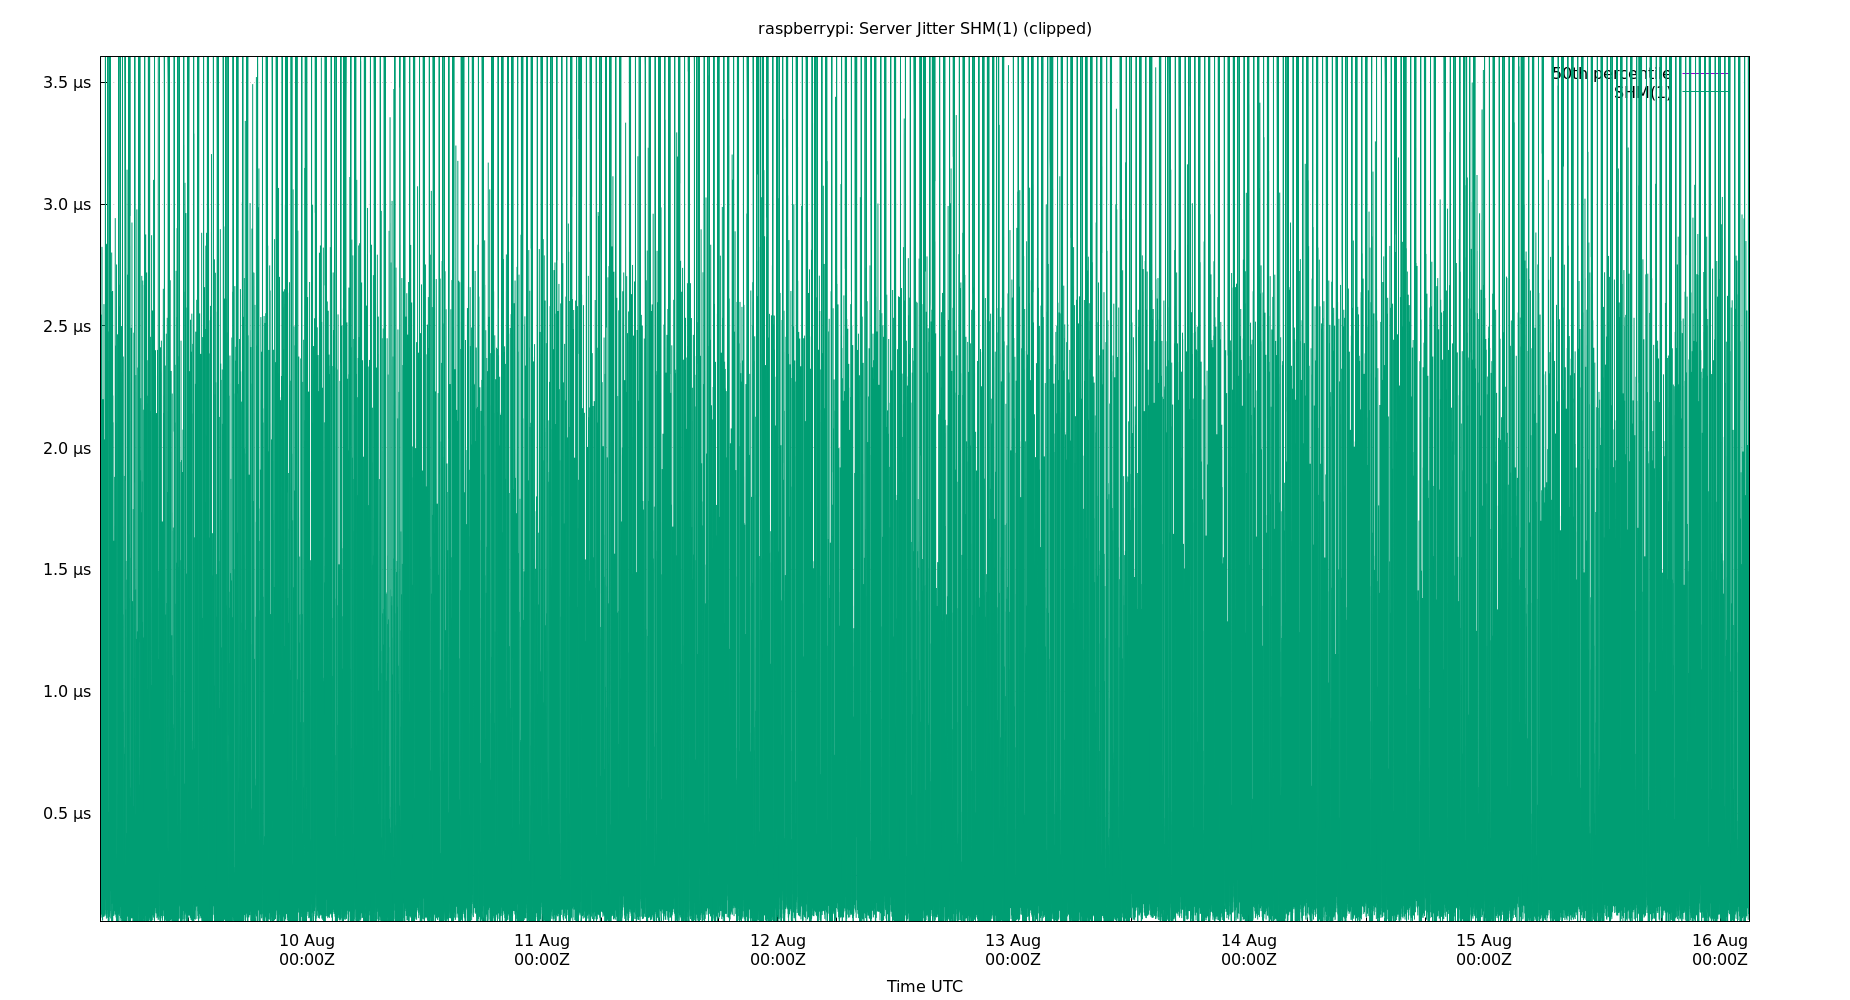 raspberrypi: Server Jitter SHM(1) (clipped)
50th percentile
SHM(1)
3.5 µs
3.0 µs
2.5 µs
2.0 µs
1.5 µs
1.0 µs
0.5 µs
10 Aug 11 Aug 12 Aug 13 Aug 14 Aug 15 Aug 16 Aug
00:00Z 00:00Z 00:00Z 00:00Z 00:00Z 00:00Z 00:00Z
Time UTC